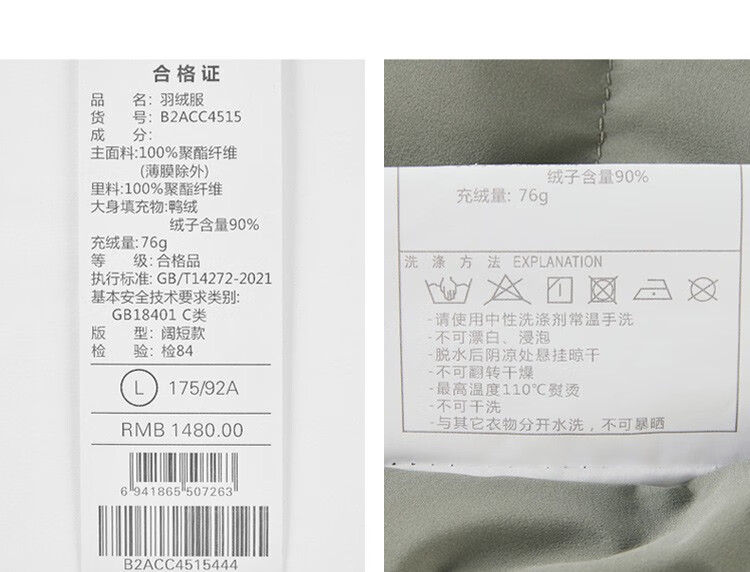 合格证
品 名: 羽绒服
货 号: B2ACC4515
成 分:
主面料:100%聚酯纤维
(薄膜除外)
里料:100%聚酯纤维
大身填充物:鸭绒
绒子含量90%
充绒量:76g
等 级:合格品
执行标准: GB/T14272-2021
基本安全技术要求类别:
GB18401 C类
版 型: 阔短款
检 验: 检84
L 175/92A
RMB 1480.00
6 941865 507263
B2ACC4515444
绒子含量90%
充绒量: 76g
洗 涤 方 法 EXPLANATION
-请使用中性洗涤剂常温手洗
-不可漂白、浸泡
-脱水后阴凉处悬挂晾干
-不可翻转干燥
-最高温度110℃熨烫
-不可干洗
-与其它衣物分开水洗，不可暴晒